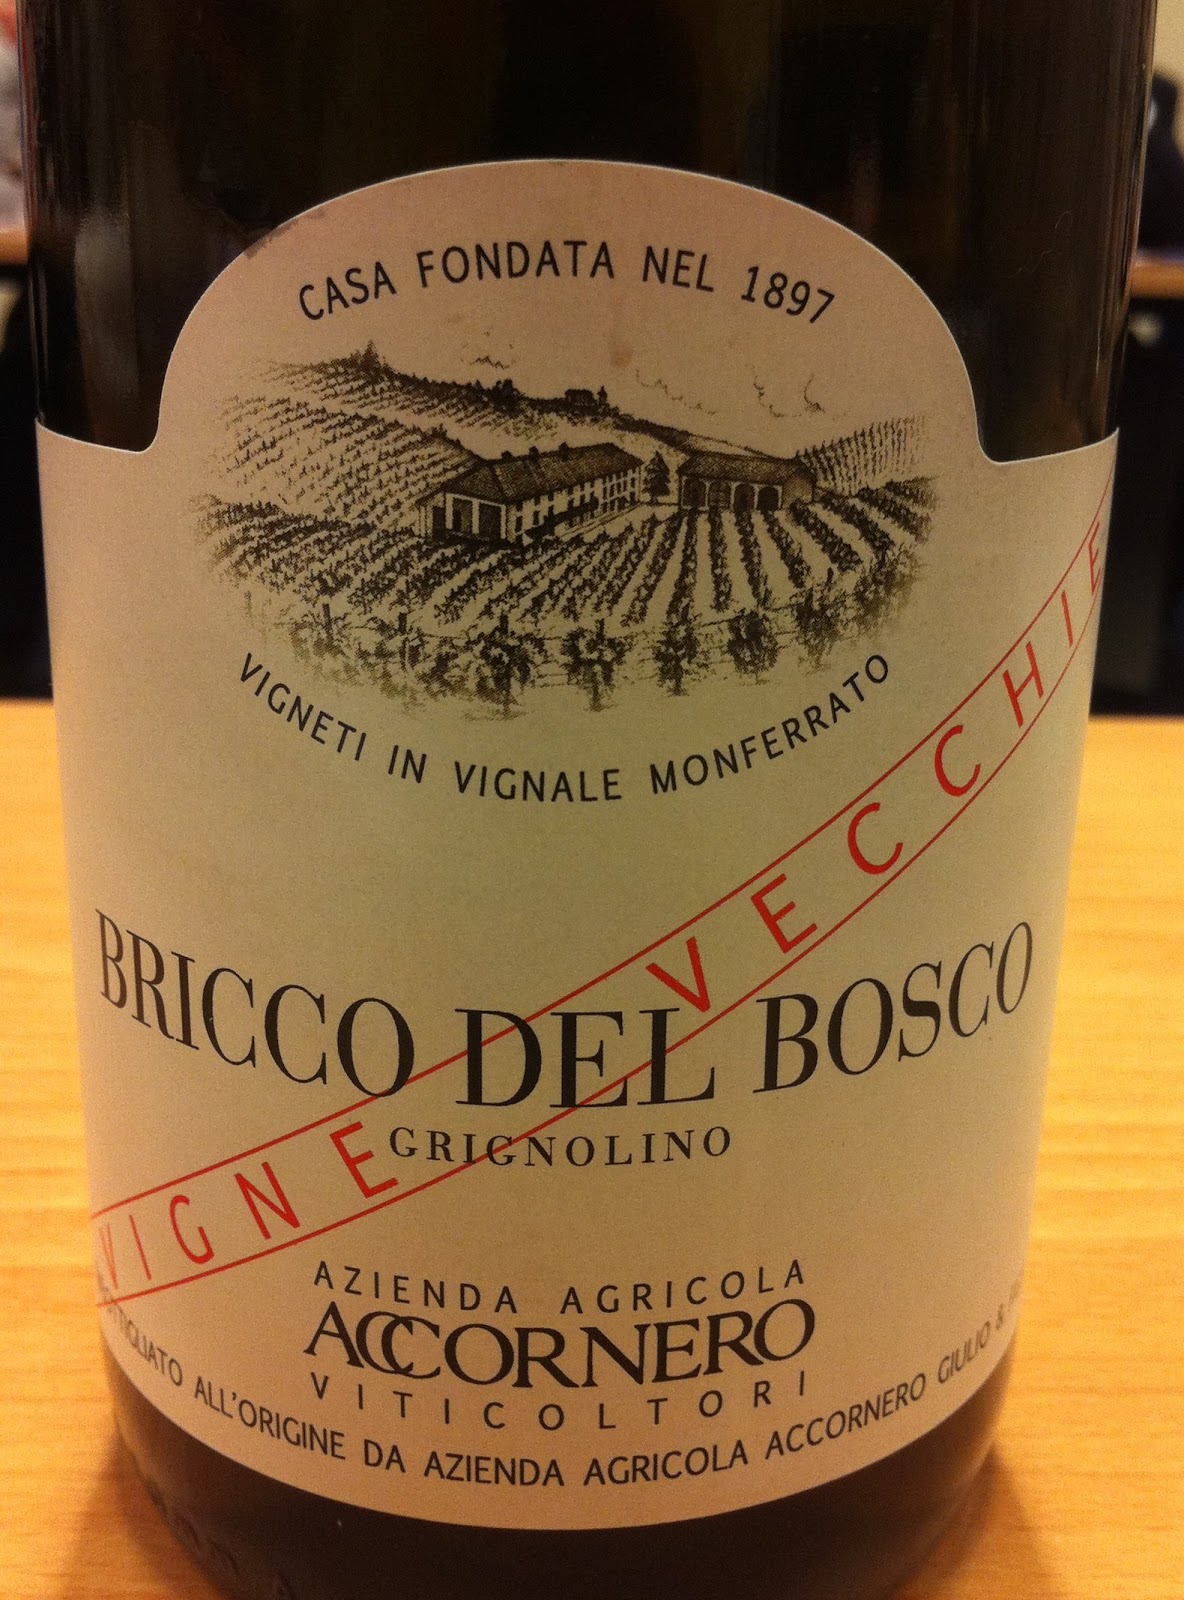 CASA FONDATA NEL 1897
VIGNETI IN VIGNALE MONFERRATO
VIGNE VECCHIE
BRICCO DEL BOSCO
GRIGNOLINO
AZIENDA AGRICOLA
ACCORNERO
VITICOLTORI
ALL'ORIGINE DA AZIENDA AGRICOLA ACCORNERO GIULIO &